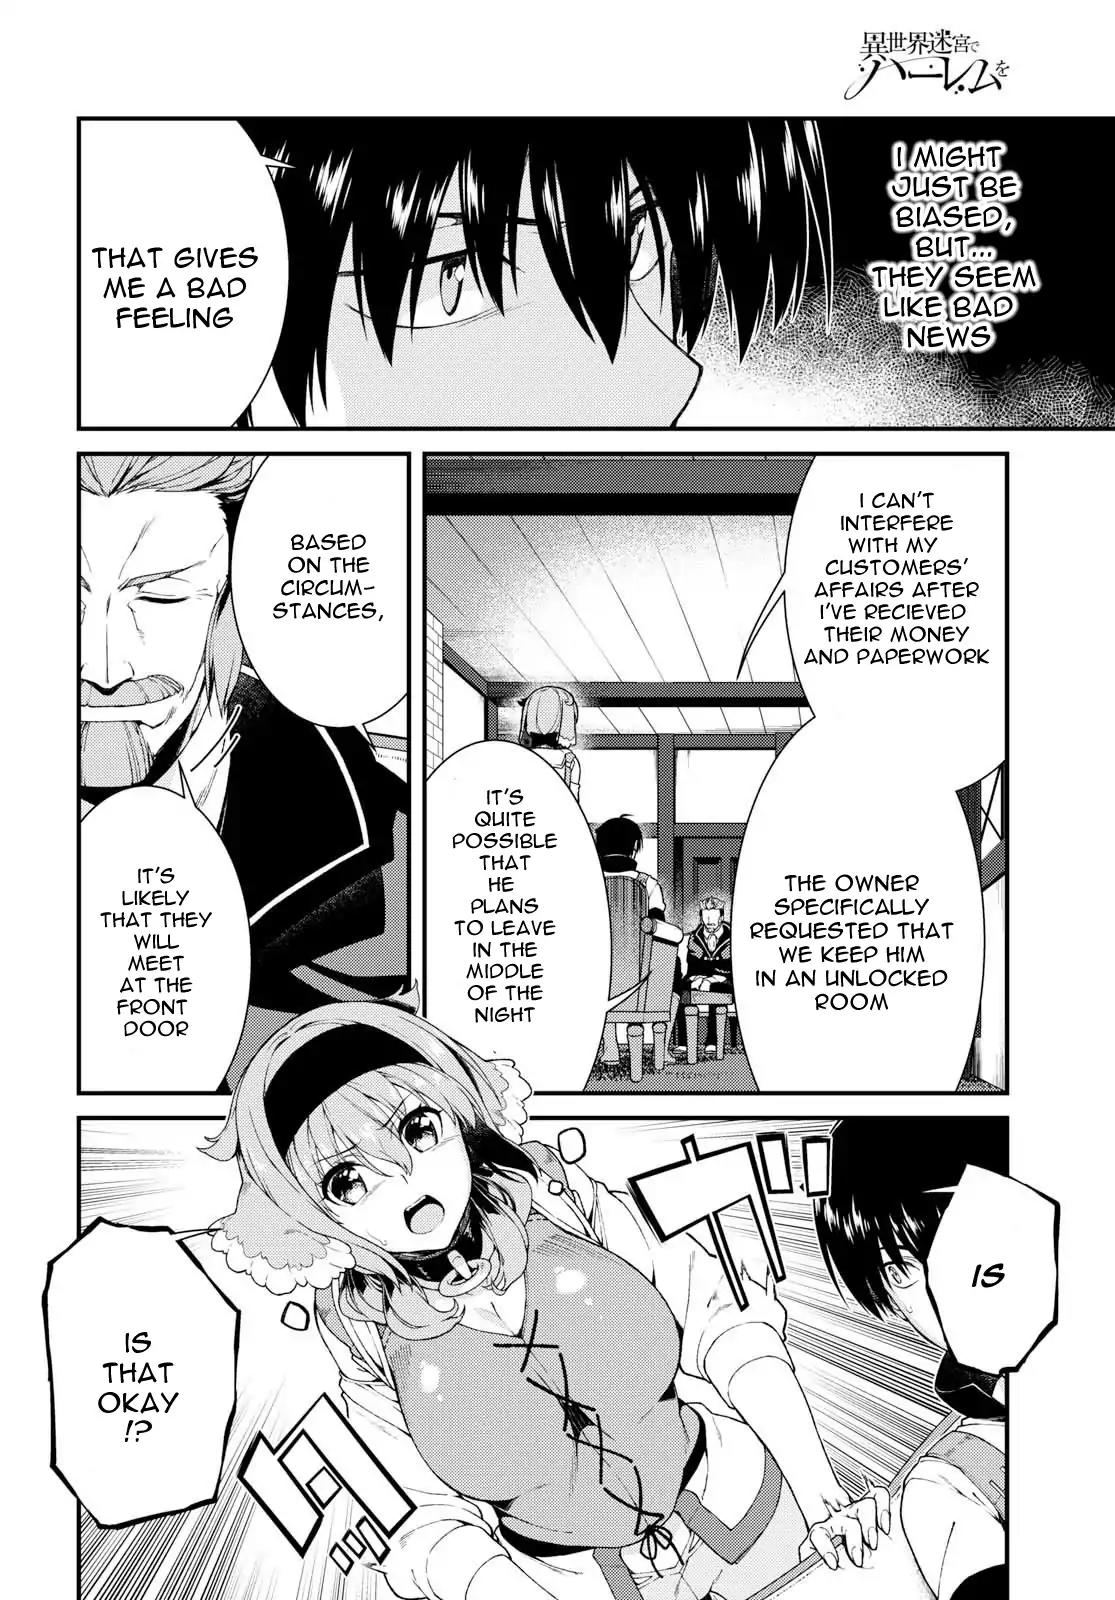 異世界迷宮で
ハーレムを
I MIGHT
JUST BE
BIASED,
BUT...
THEY SEEM
LIKE BAD
NEWS
THAT GIVES
ME A BAD
FEELING
I CAN'T
INTERFERE
WITH MY
CUSTOMERS'
AFFAIRS AFTER
I'VE RECIEVED
THEIR MONEY
AND PAPERWORK
THE OWNER
SPECIFICALLY
REQUESTED THAT
WE KEEP HIM
IN AN UNLOCKED
ROOM
IT'S
QUITE
POSSIBLE
THAT
HE
PLANS
TO LEAVE
IN THE
MIDDLE
OF THE
NIGHT
BASED
ON THE
CIRCUM-
STANCES,
IT'S
LIKELY
THAT THEY
WILL
MEET
AT THE
FRONT
DOOR
IS
IS
THAT
OKAY
!?